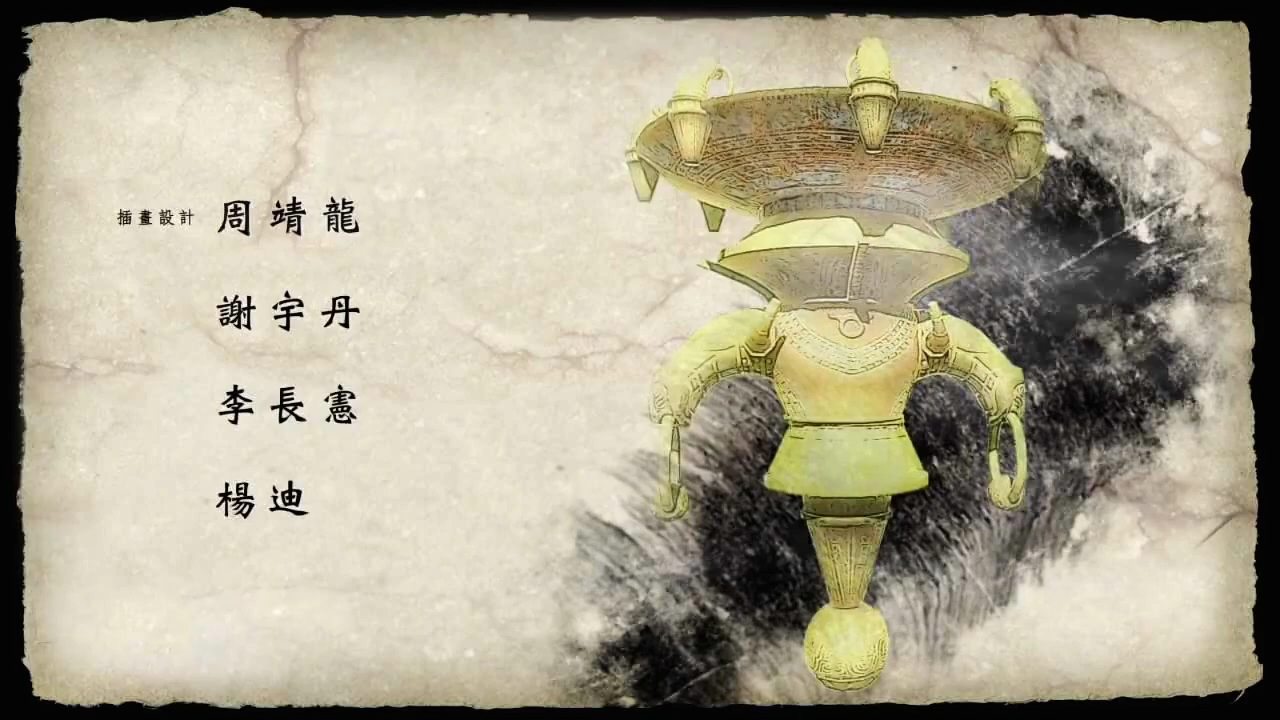 插畫設計 周靖龍
謝宇丹
李長憲
楊迪